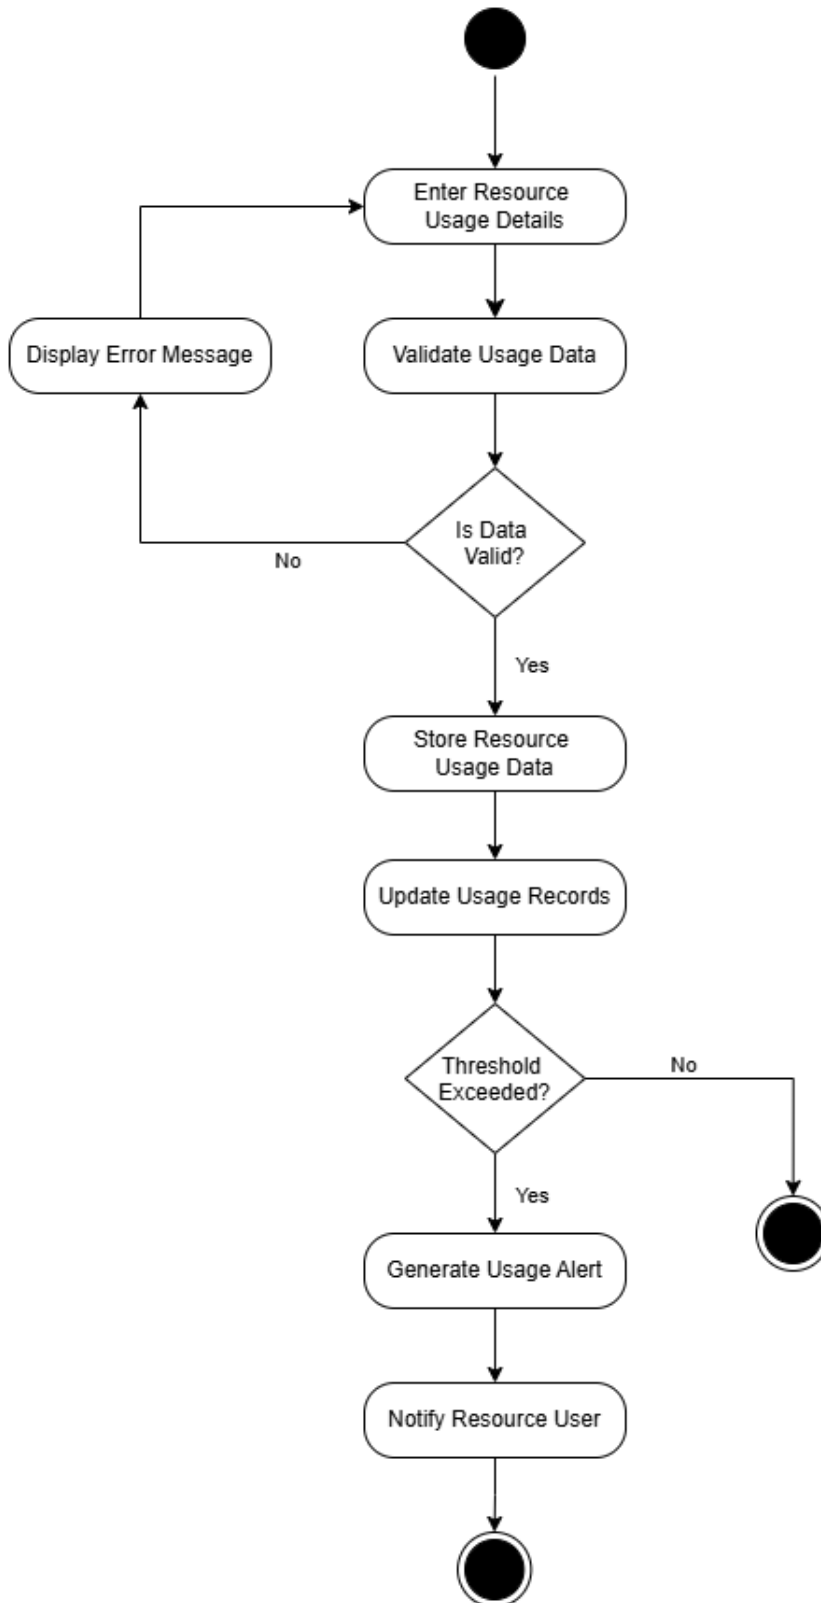 Enter Resource
Usage Details
Display Error Message
Validate Usage Data
Is Data
Valid?
No
Yes
Store Resource
Usage Data
Update Usage Records
Threshold
Exceeded?
No
Yes
Generate Usage Alert
Notify Resource User